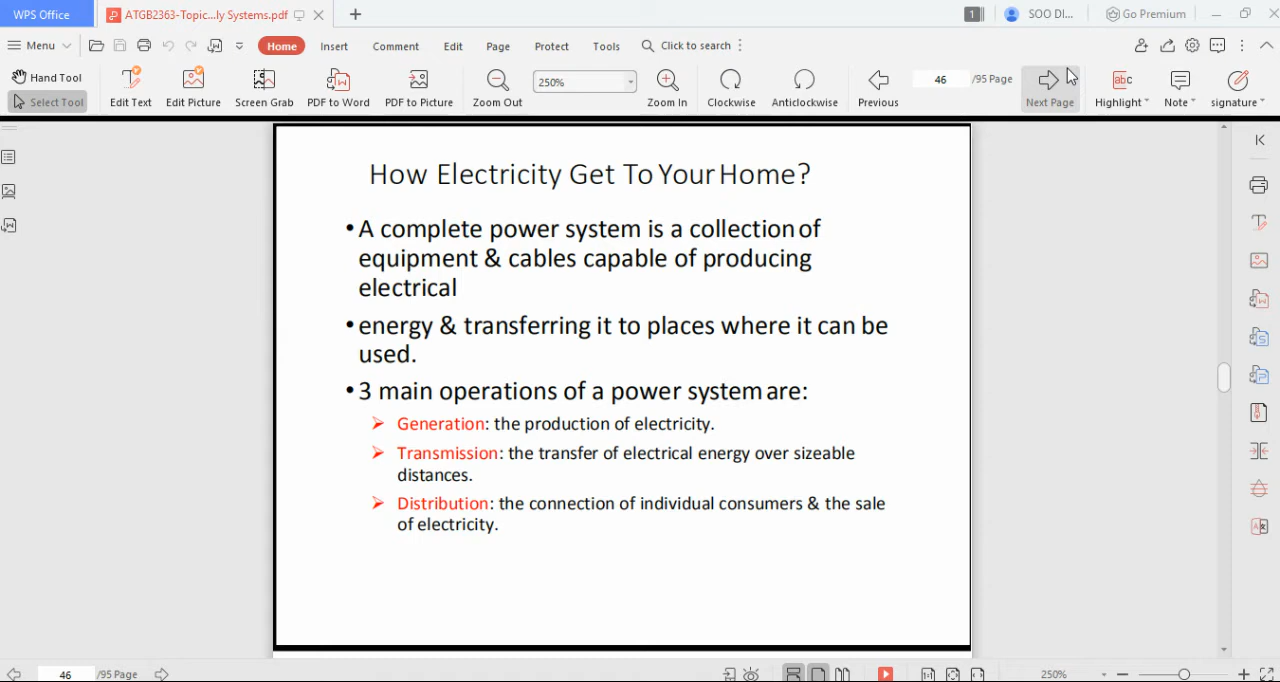 WPS Office
ATGB2363-Topic...ly Systems.pdf
1
SOO DI...
Go Premium
Menu
Home
Insert
Comment
Edit
Page
Protect
Tools
Click to search
Hand Tool
Select Tool
Edit Text
Edit Picture
Screen Grab
PDF to Word
PDF to Picture
Zoom Out
250%
Zoom In
Clockwise
Anticlockwise
Previous
46
/95 Page
Next Page
abc
Highlight
Note
signature
How Electricity Get To Your Home?
• A complete power system is a collection of
equipment & cables capable of producing
electrical
• energy & transferring it to places where it can be
used.
• 3 main operations of a power system are:
Generation: the production of electricity.
Transmission: the transfer of electrical energy over sizeable
distances.
Distribution: the connection of individual consumers & the sale
of electricity.
46
/95 Page
250%